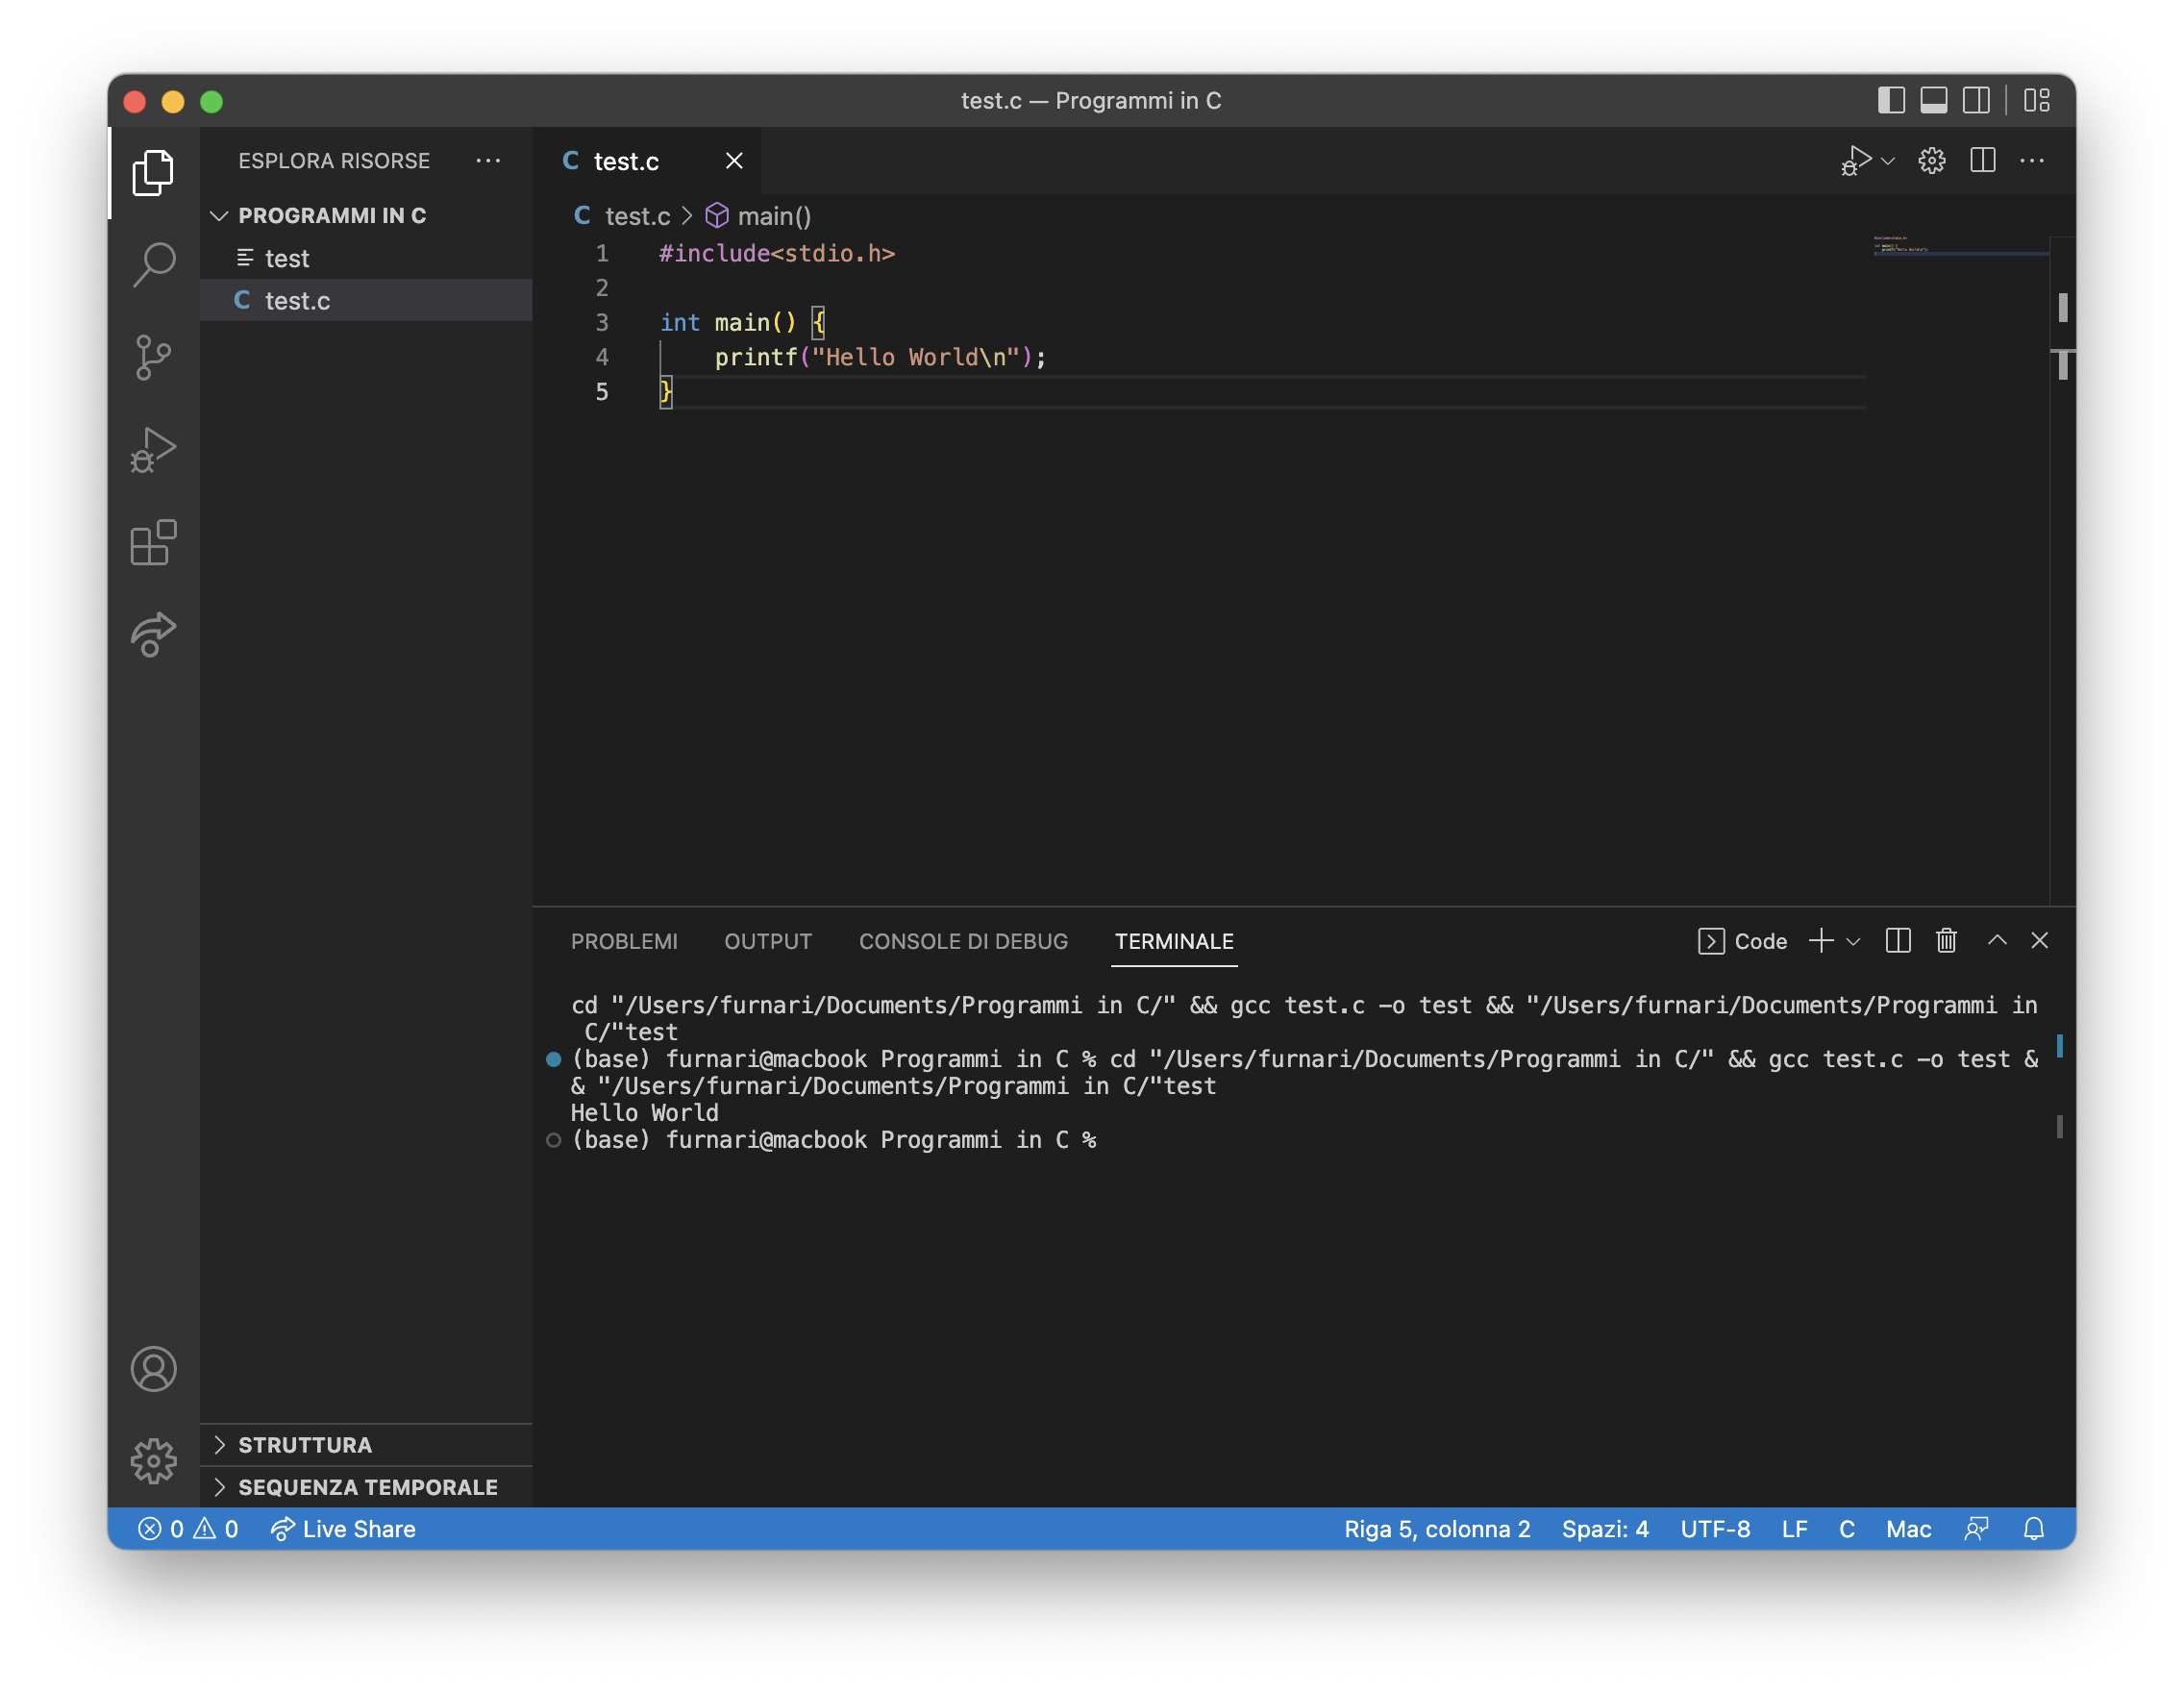 test.c — Programmi in C
ESPLORA RISORSE
PROGRAMMI IN C
test
C test.c
STRUTTURA
SEQUENZA TEMPORALE
C test.c
C test.c > main()
1 #include<stdio.h>
2
3 int main() {
4 printf("Hello World\n");
5 }
PROBLEMI OUTPUT CONSOLE DI DEBUG TERMINALE Code
cd "/Users/furnari/Documents/Programmi in C/" && gcc test.c -o test && "/Users/furnari/Documents/Programmi in
C/"test
(base) furnari@macbook Programmi in C % cd "/Users/furnari/Documents/Programmi in C/" && gcc test.c -o test &
& "/Users/furnari/Documents/Programmi in C/"test
Hello World
(base) furnari@macbook Programmi in C %
0 0 Live Share Riga 5, colonna 2 Spazi: 4 UTF-8 LF C Mac